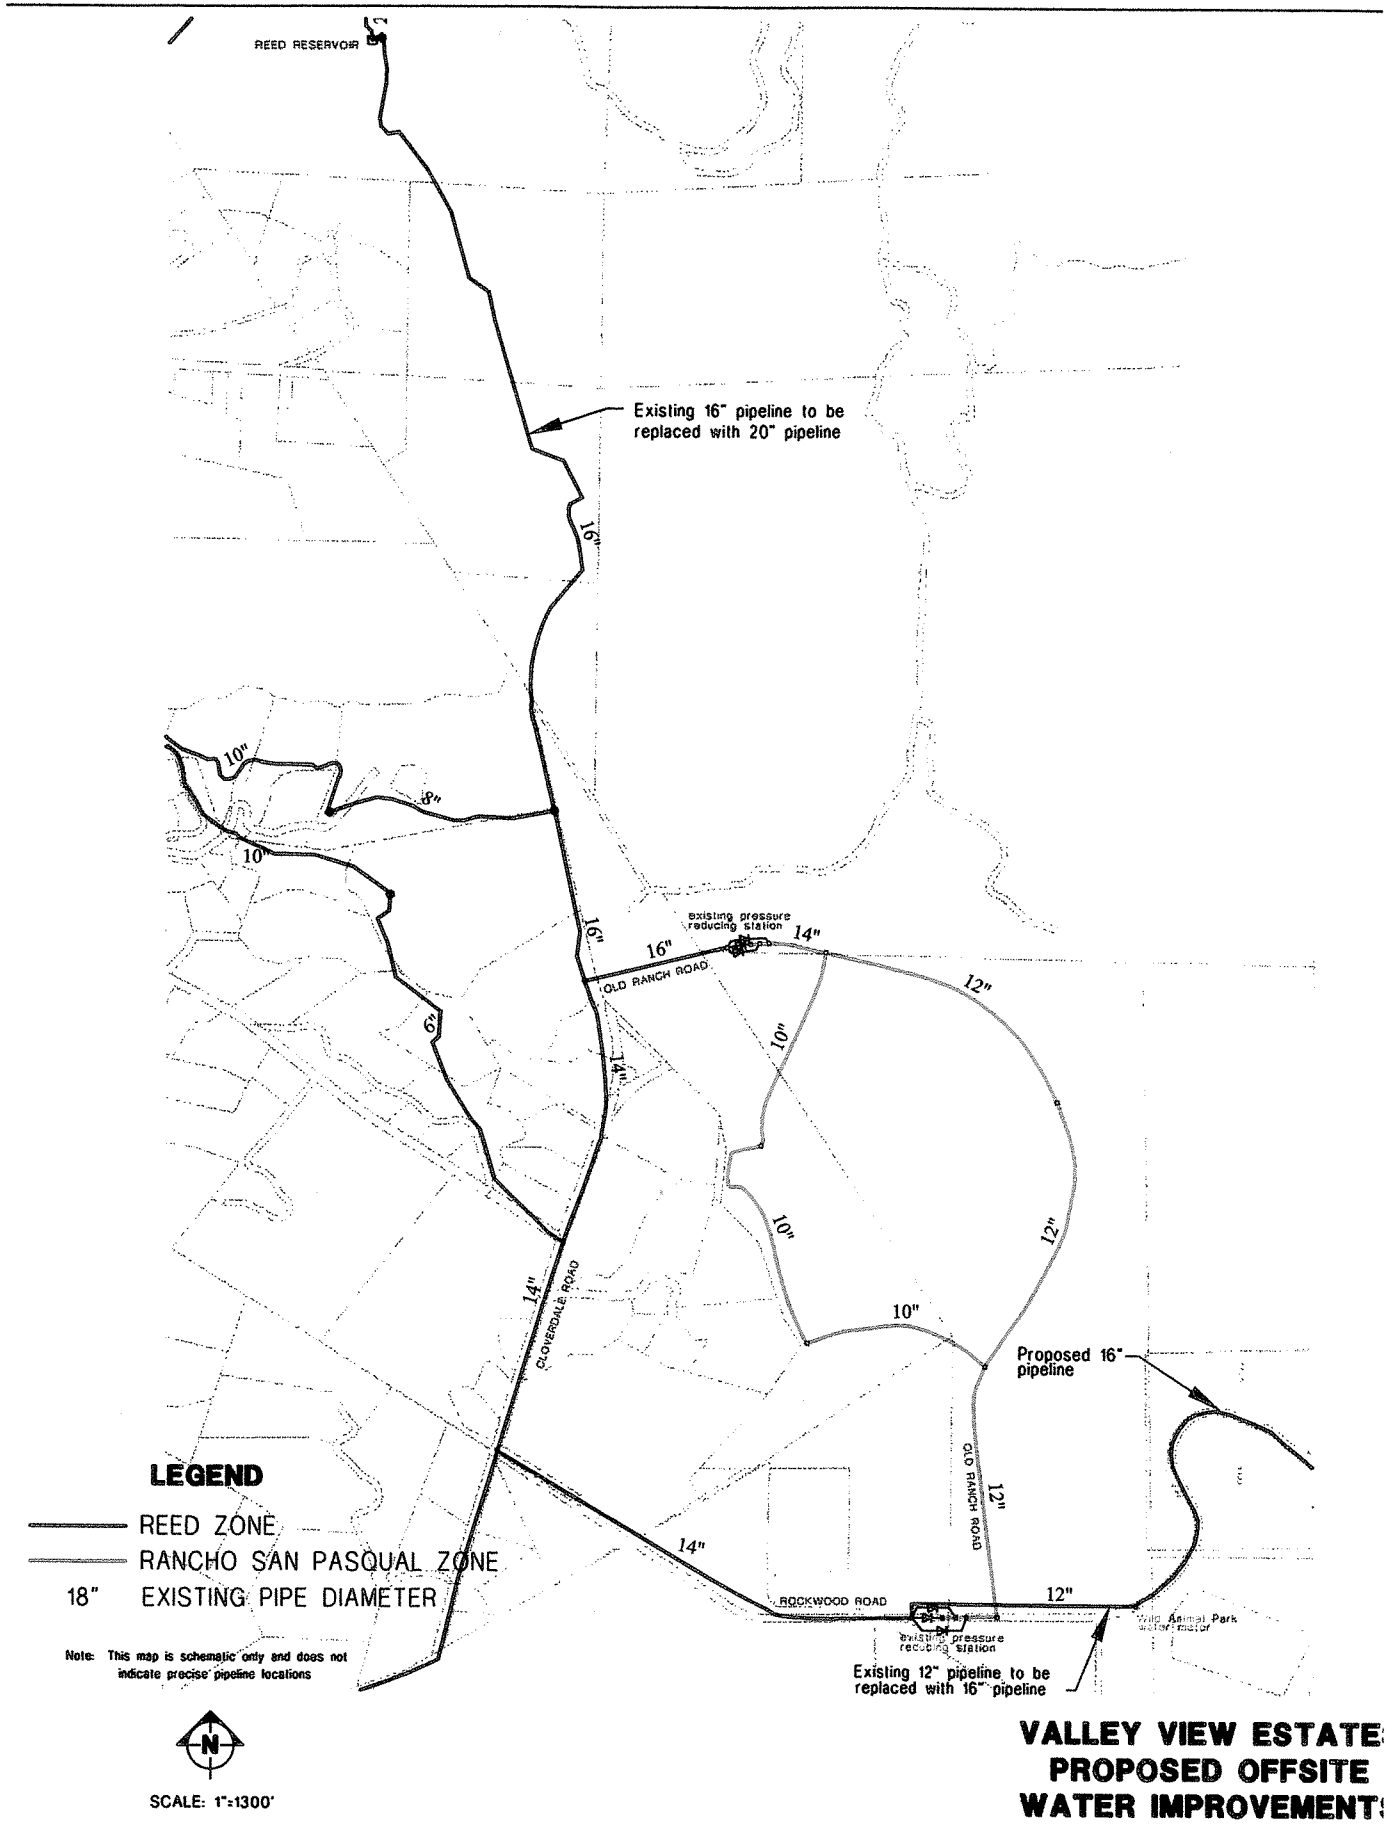 REED RESERVOIR
2
Existing 16" pipeline to be
replaced with 20" pipeline
16"
10"
8"
10"
16"
existing pressure
reducing station
16"
14"
OLD RANCH ROAD
12"
6"
10"
14"
10"
12"
14"
CLOVERDALE ROAD
10"
Proposed 16"
pipeline
OLD RANCH ROAD
12"
14"
LEGEND
REED ZONE
RANCHO SAN PASQUAL ZONE
18" EXISTING PIPE DIAMETER
ROCKWOOD ROAD
12"
Wild Animal Park
water meter
existing pressure
reducing station
Note: This map is schematic only and does not
indicate precise pipeline locations
Existing 12" pipeline to be
replaced with 16" pipeline
N
SCALE: 1"=1300'
VALLEY VIEW ESTATE
PROPOSED OFFSITE
WATER IMPROVEMENT